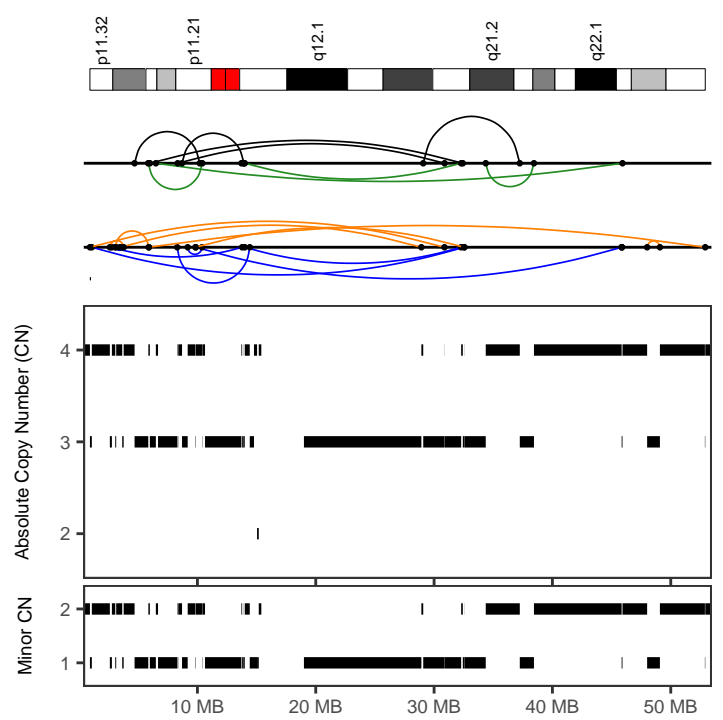 p11.32
p11.21
q12.1
q21.2
q22.1
Absolute Copy Number (CN)
4
3
2
Minor CN
2
1
10 MB
20 MB
30 MB
40 MB
50 MB